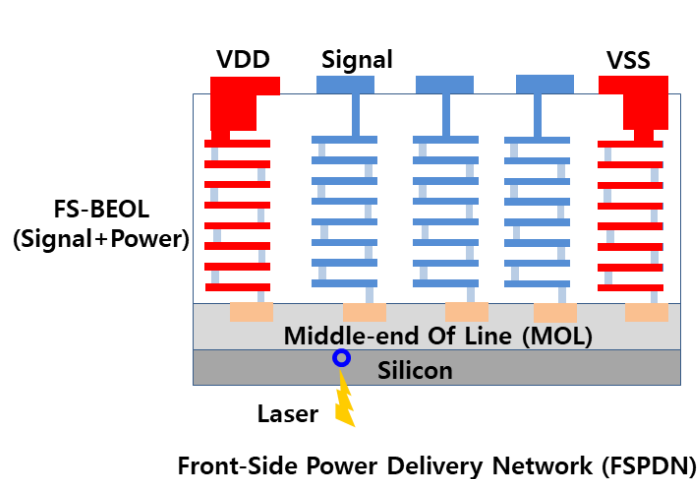 VDD
Signal
VSS
FS-BEOL
(Signal+Power)
Middle-end Of Line (MOL)
Silicon
Laser
Front-Side Power Delivery Network (FSPDN)